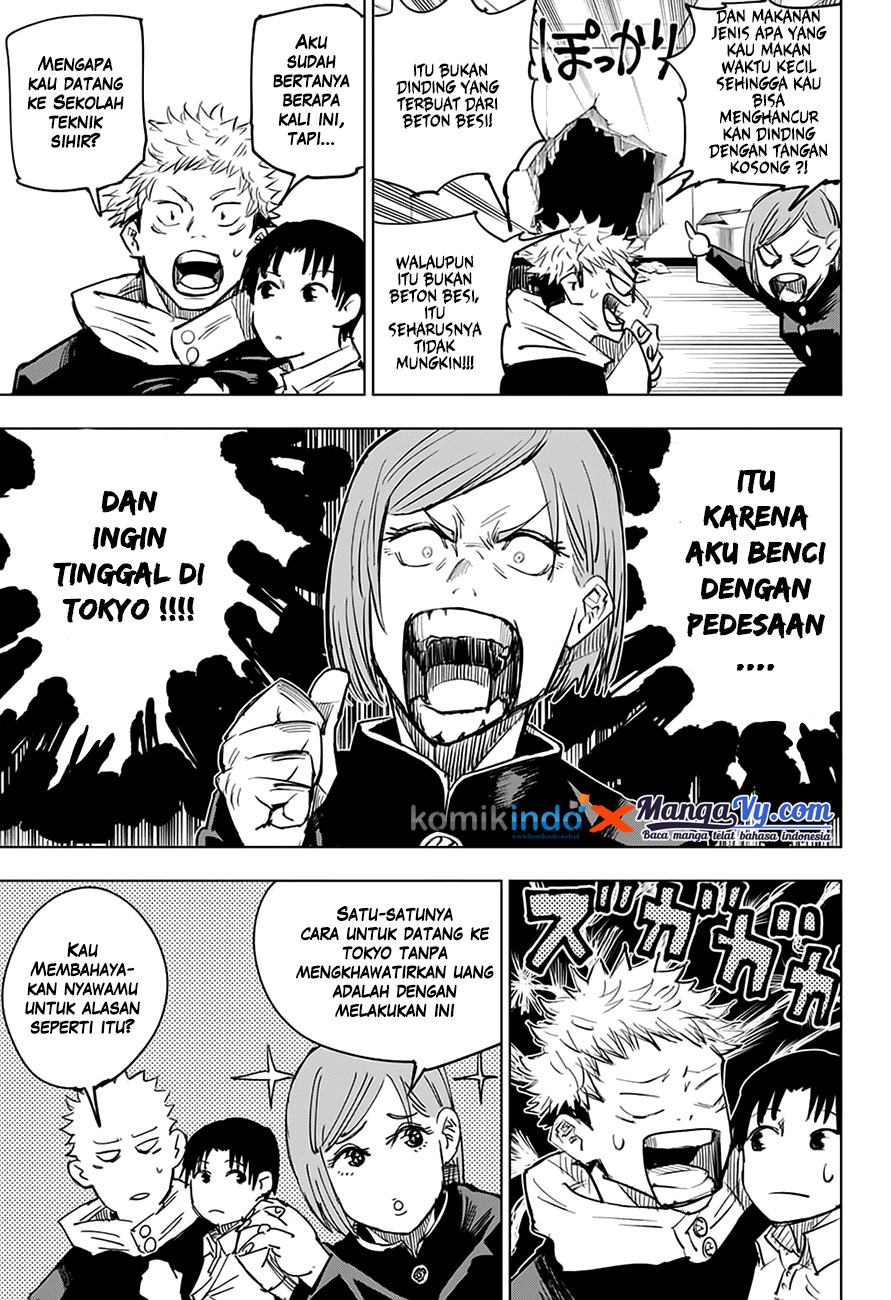 DAN MAKANAN
JENIS APA YANG
KAU MAKAN
WAKTU KECIL
SEHINGGA KAU
BISA
MENGHANCUR
KAN DINDING
DENGAN TANGAN
KOSONG ?!
ぽっかり
ITU BUKAN
DINDING YANG
TERBUAT DARI
BETON BESI!
WALAUPUN
ITU BUKAN
BETON BESI,
ITU
SEHARUSNYA
TIDAK
MUNGKIN!!!
AKU
SUDAH
BERTANYA
BERAPA
KALI INI,
TAPI...
MENGAPA
KAU DATANG
KE SEKOLAH
TEKNIK
SIHIR?
ITU
KARENA
AKU BENCI
DENGAN
PEDESAAN
....
DAN
INGIN
TINGGAL DI
TOKYO !!!!
komikindo
www.komikindo.web.id
X
MangaVy.com
Baca manga telat bahasa indonesia
ズガガガ
SATU-SATUNYA
CARA UNTUK DATANG KE
TOKYO TANPA
MENGKHAWATIRKAN UANG
ADALAH DENGAN
MELAKUKAN INI
KAU
MEMBAHAYA-
KAN NYAWAMU
UNTUK ALASAN
SEPERTI ITU?